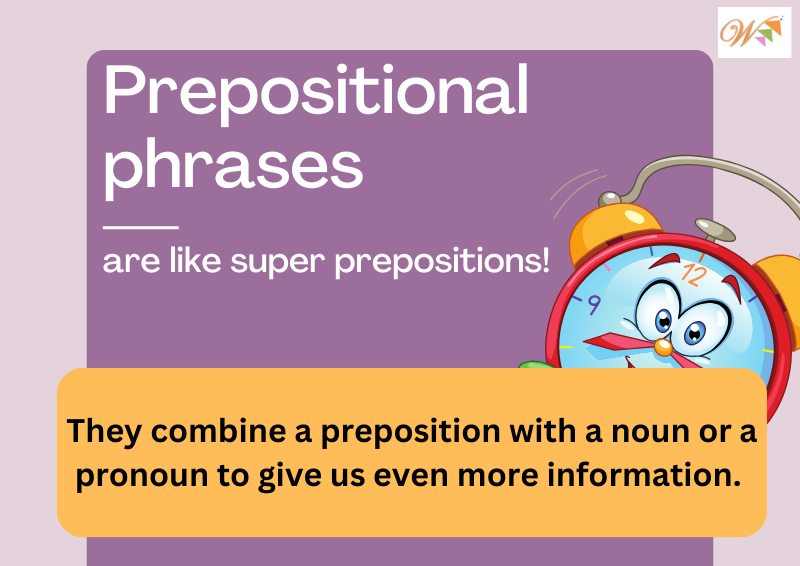 W
Prepositional
phrases
are like super prepositions!
12
9
They combine a preposition with a noun or a
pronoun to give us even more information.